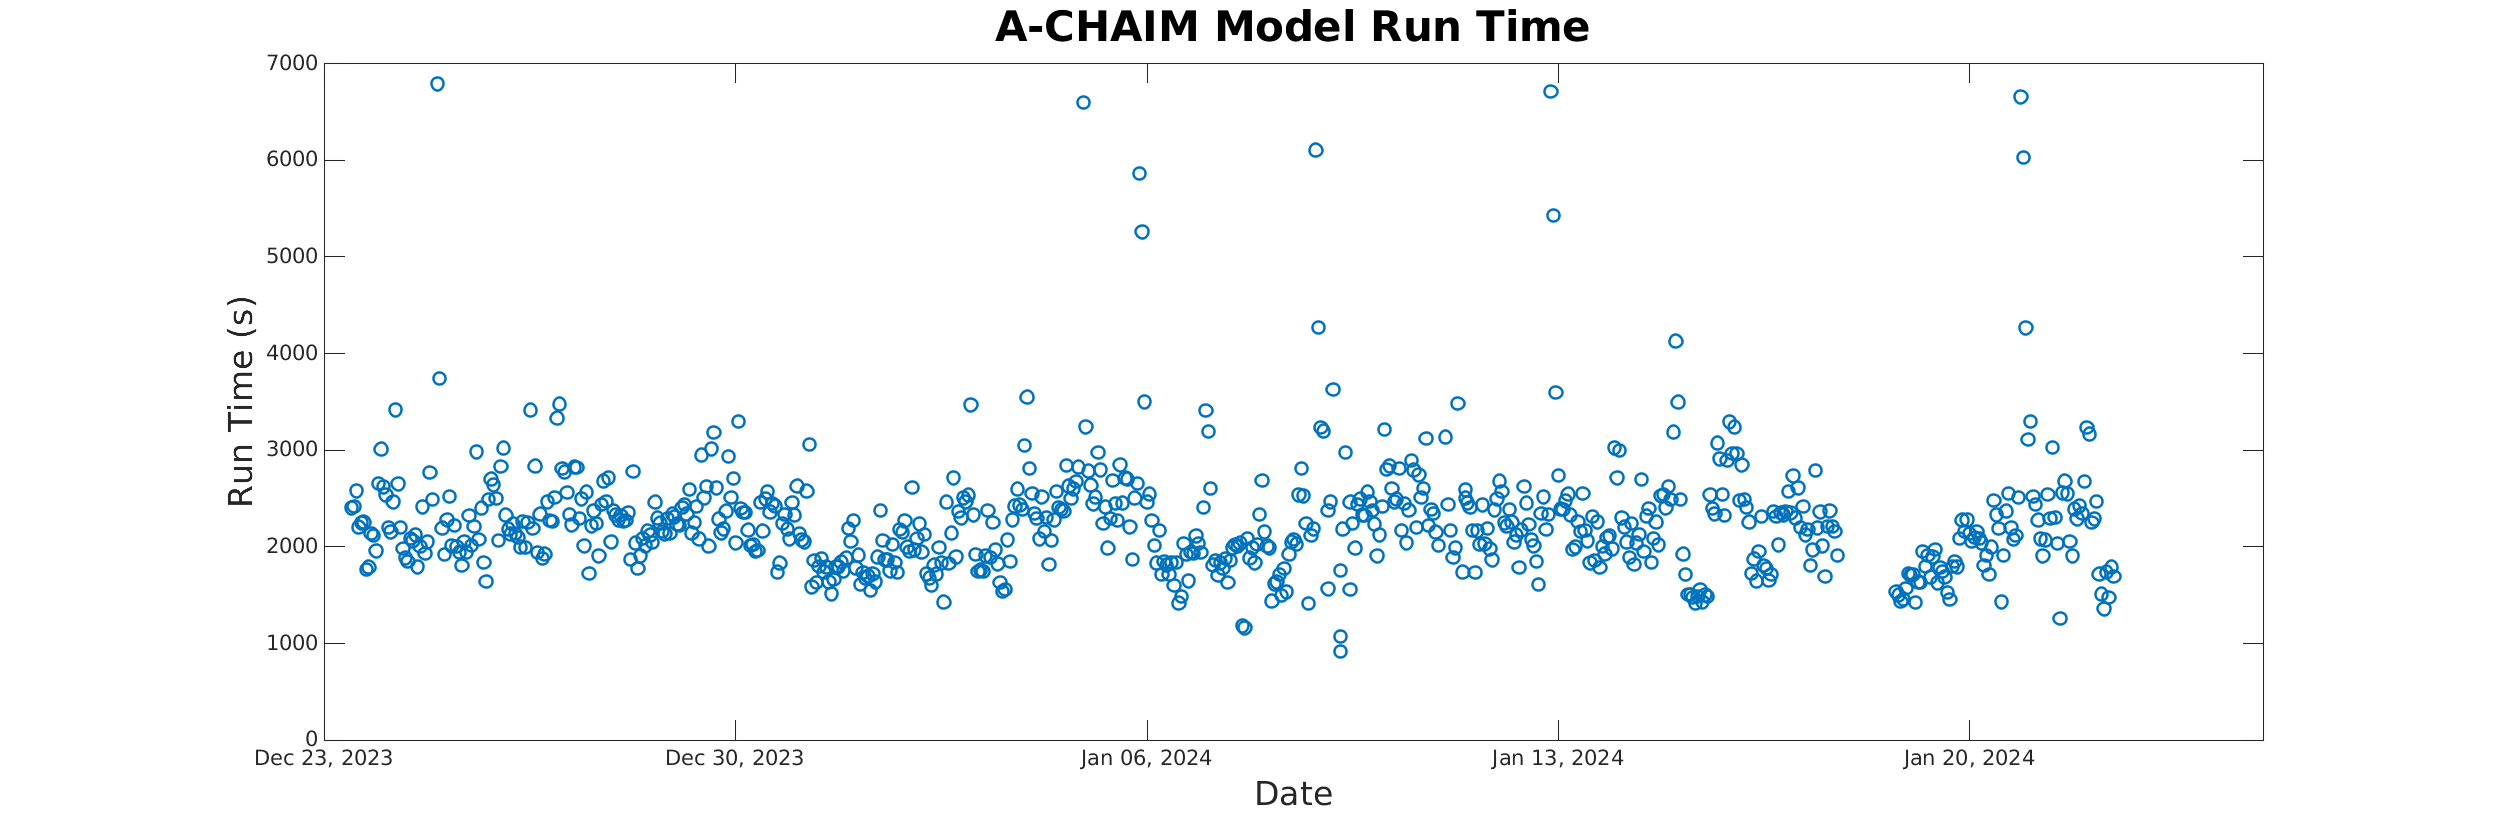 A-CHAIM Model Run Time
7000
6000
5000
4000
3000
2000
1000
0
Run Time (s)
Dec 23, 2023
Dec 30, 2023
Jan 06, 2024
Jan 13, 2024
Jan 20, 2024
Date